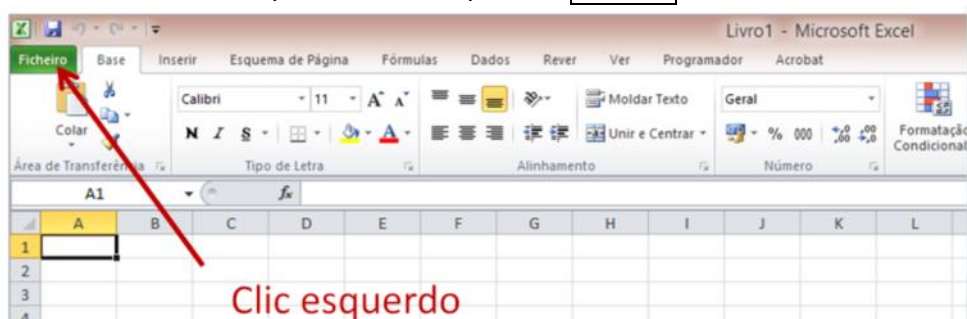 Livro1 - Microsoft Excel
Ficheiro Base Inserir Esquema de Página Fórmulas Dados Rever Ver Programador Acrobat
Calibri 11 A A Moldar Texto Geral
Colar N I S A Unir e Centrar % 000 Formatação Condicional
Área de Transferência Tipo de Letra Alinhamento Número
A1 fx
A B C D E F G H I J K L
1
2
3
Clic esquerdo
4